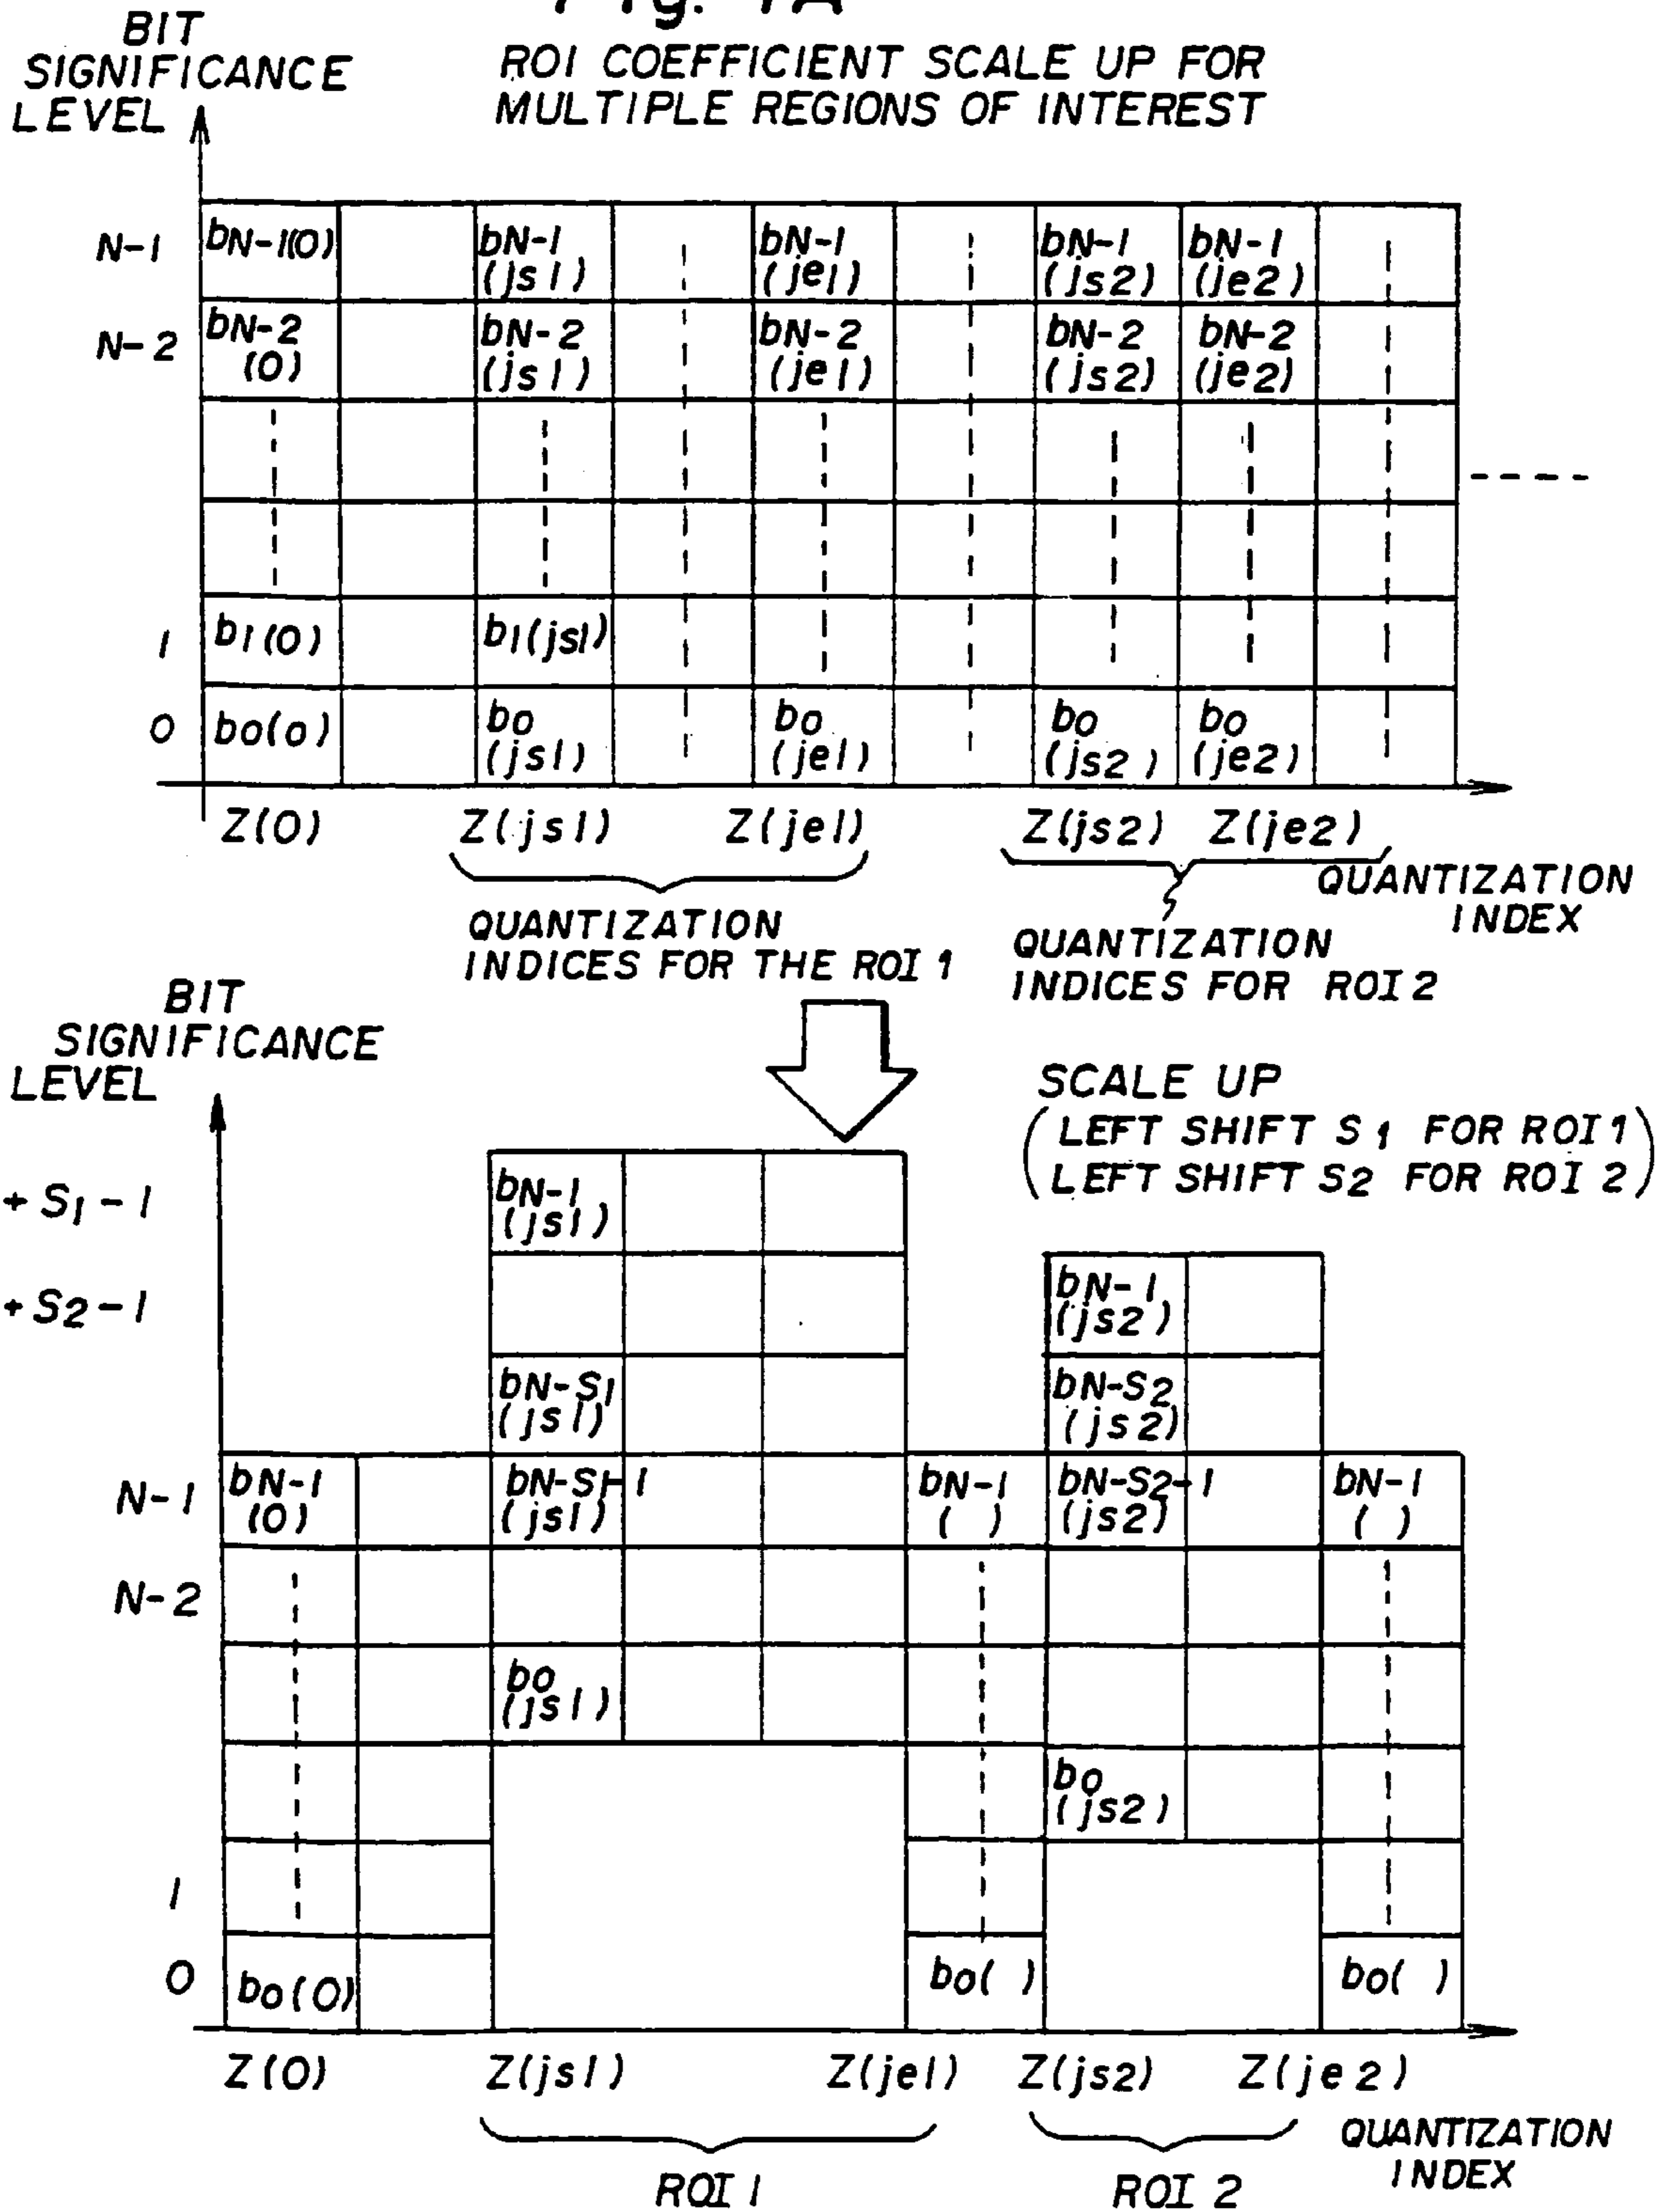 BIT
SIGNIFICANCE
LEVEL
ROI COEFFICIENT SCALE UP FOR
MULTIPLE REGIONS OF INTEREST
N-1 bN-1(0) bN-1 (js1) bN-1 (je1) bN-1 (js2) bN-1 (je2)
N-2 bN-2 (0) bN-2 (js1) bN-2 (je1) bN-2 (js2) bN-2 (je2)
1 b1(0) b1(js1)
0 b0(0) b0 (js1) b0 (je1) b0 (js2) b0 (je2)
Z(0) Z(js1) Z(je1) Z(js2) Z(je2)
QUANTIZATION
INDEX
QUANTIZATION
INDICES FOR THE ROI 1
QUANTIZATION
INDICES FOR ROI 2
BIT
SIGNIFICANCE
LEVEL
SCALE UP
(LEFT SHIFT S1 FOR ROI 1)
(LEFT SHIFT S2 FOR ROI 2)
+ S1 - 1 bN-1 (js1)
+ S2 - 1 bN-1 (js2)
bN-S1 (js1) bN-S2 (js2)
N-1 bN-1 (0) bN-S1-1 (js1) bN-1 ( ) bN-S2-1 (js2) bN-1 ( )
N-2
b0 (js1)
b0 (js2)
1
0 b0(0) b0( ) b0( )
Z(0) Z(js1) Z(je1) Z(js2) Z(je2)
QUANTIZATION
INDEX
ROI 1 ROI 2